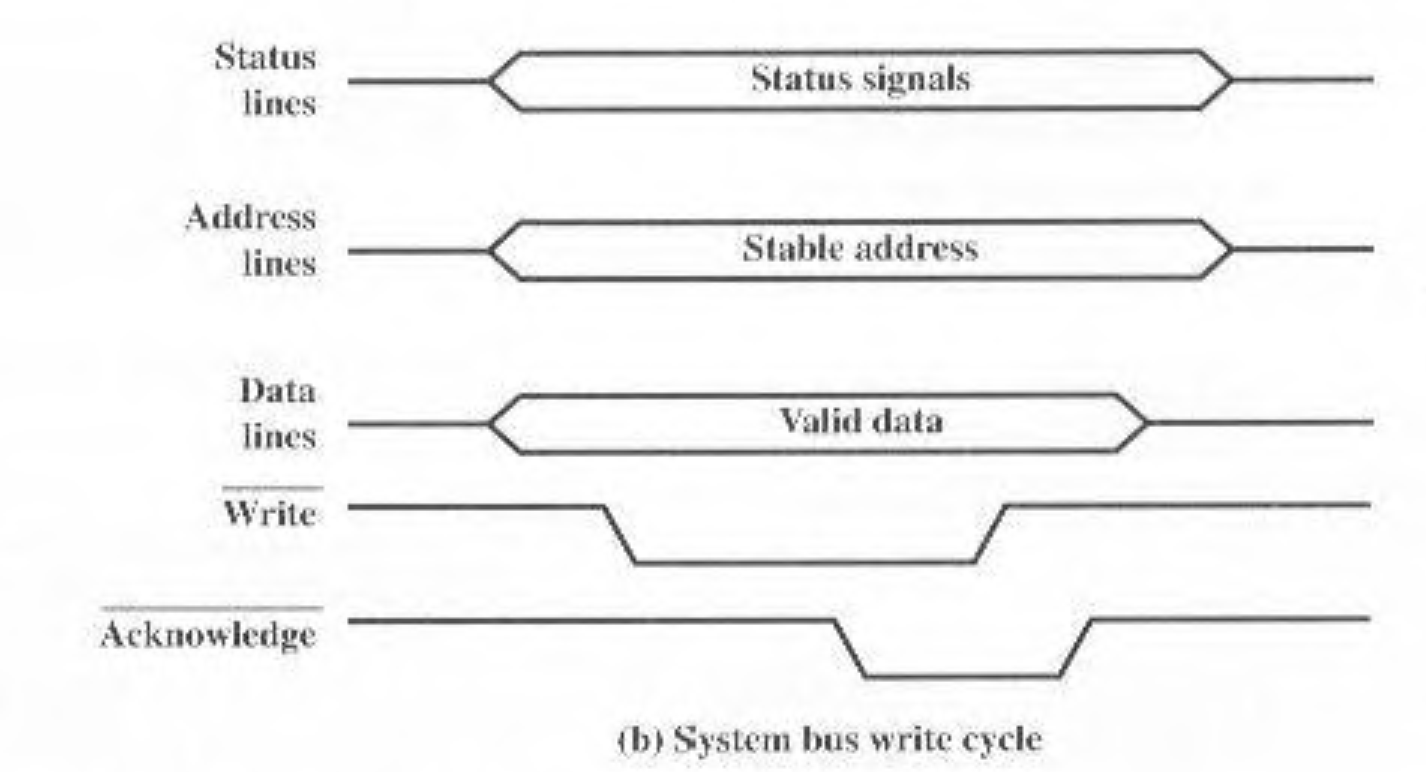 Status
lines
Status signals
Address
lines
Stable address
Data
lines
Valid data
Write
Acknowledge
(b) System bus write cycle